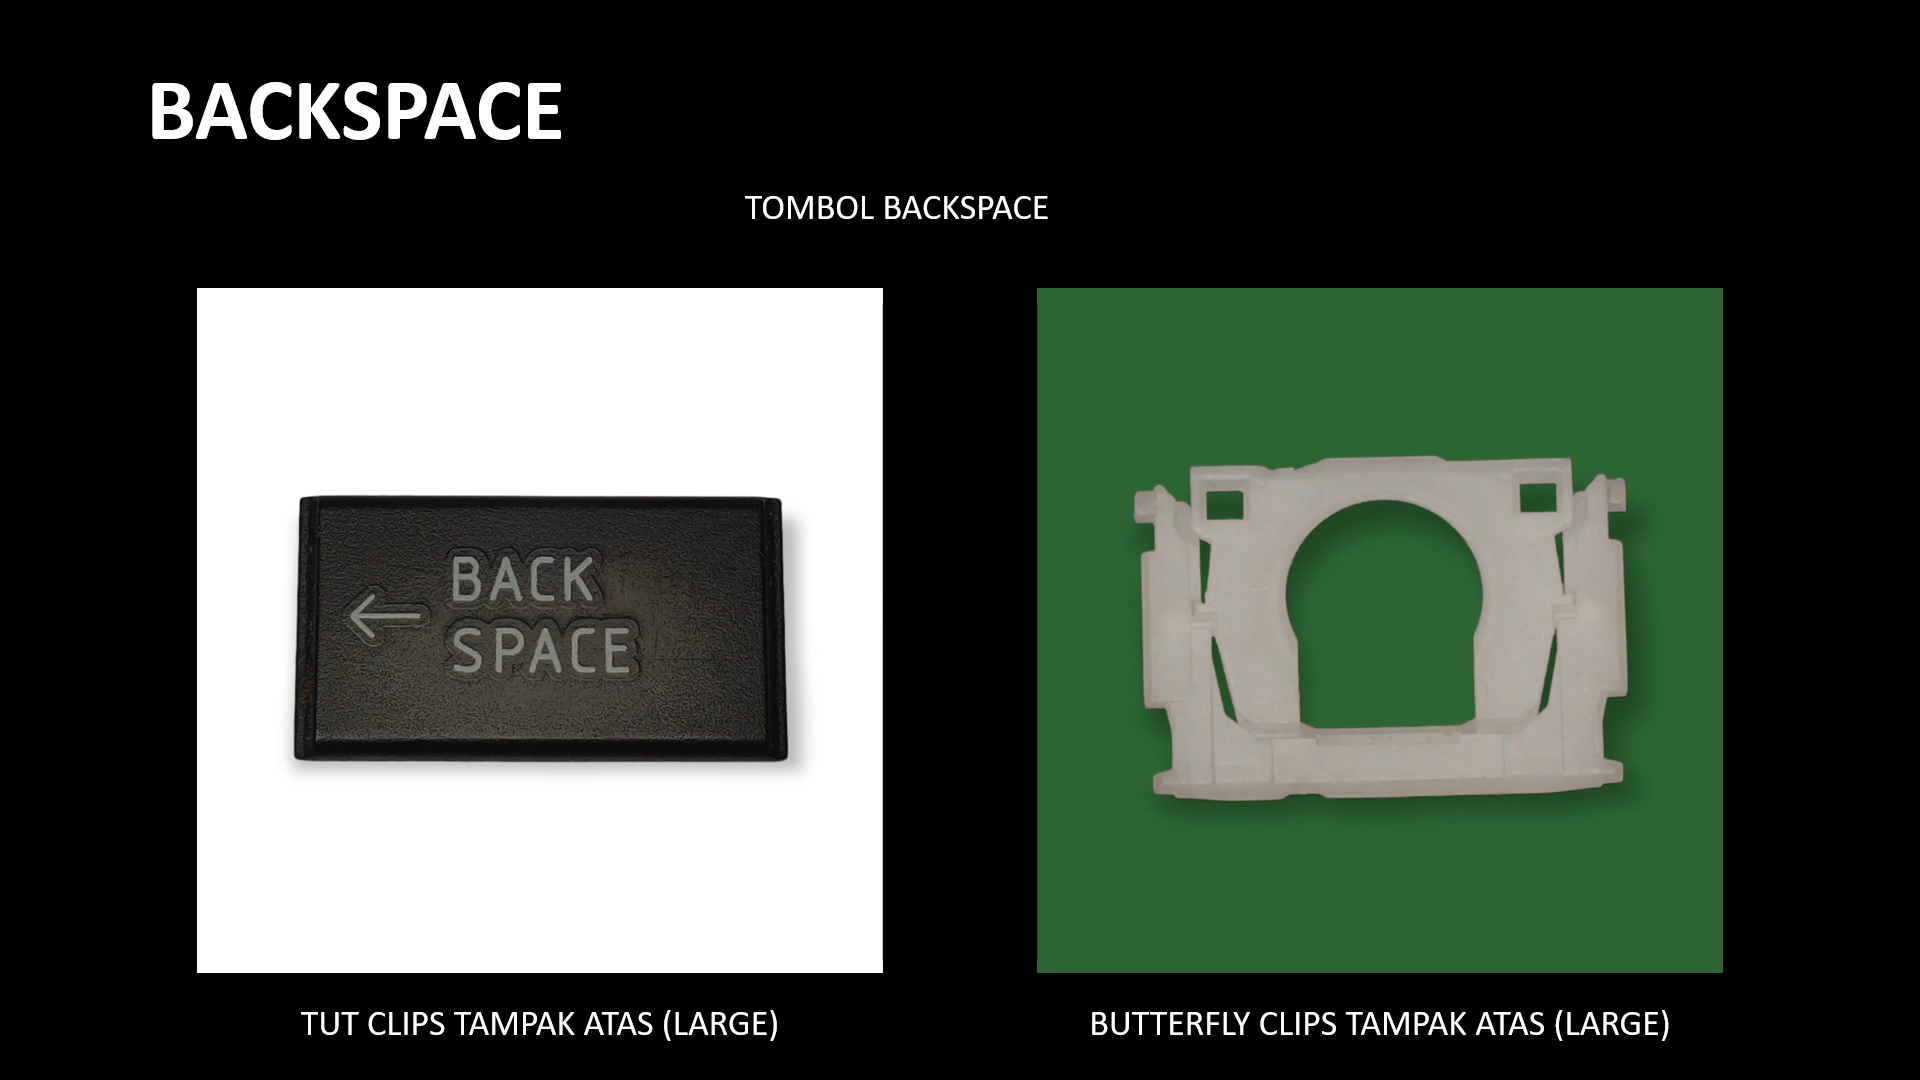 BACKSPACE
TOMBOL BACKSPACE
← BACK
SPACE
TUT CLIPS TAMPAK ATAS (LARGE)
BUTTERFLY CLIPS TAMPAK ATAS (LARGE)